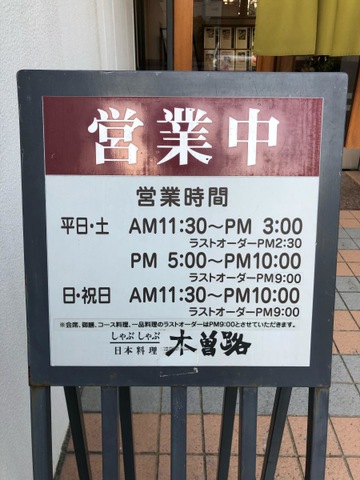 営業中
営業時間
平日・土 AM11:30～PM 3:00
ラストオーダーPM2:30
PM 5:00～PM10:00
ラストオーダーPM9:00
日・祝日 AM11:30～PM10:00
ラストオーダーPM9:00
※会席、御膳、コース料理、一品料理のラストオーダーはPM9:00とさせていただきます。
しゃぶしゃぶ
日本料理 木曽路